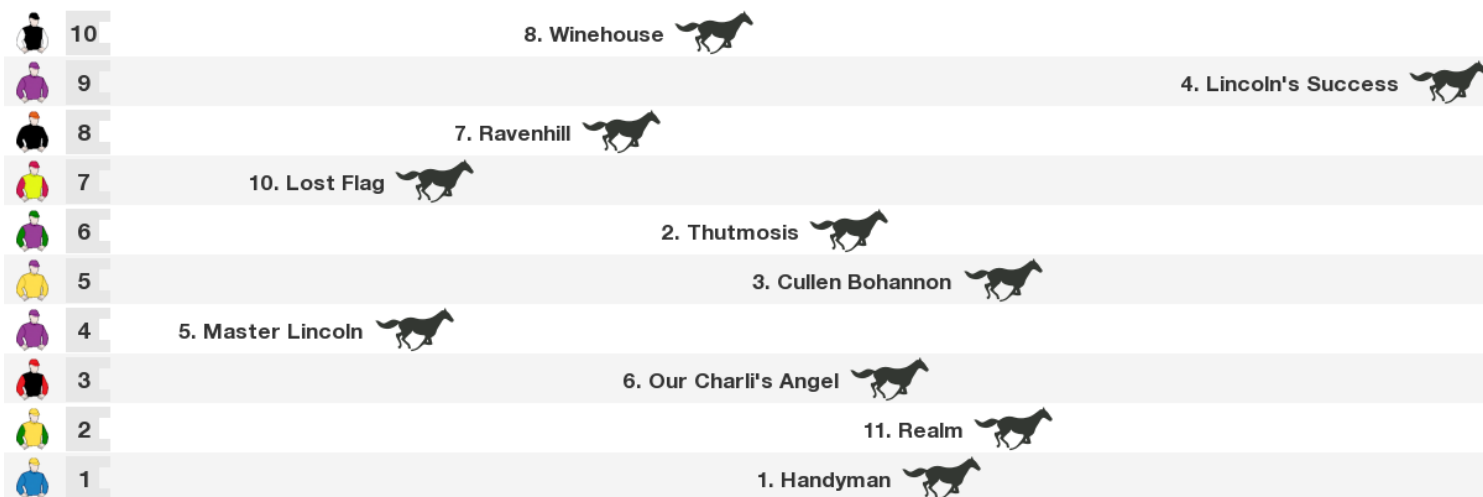 10 8. Winehouse
9 4. Lincoln's Success
8 7. Ravenhill
7 10. Lost Flag
6 2. Thutmosis
5 3. Cullen Bohannon
4 5. Master Lincoln
3 6. Our Charli's Angel
2 11. Realm
1 1. Handyman